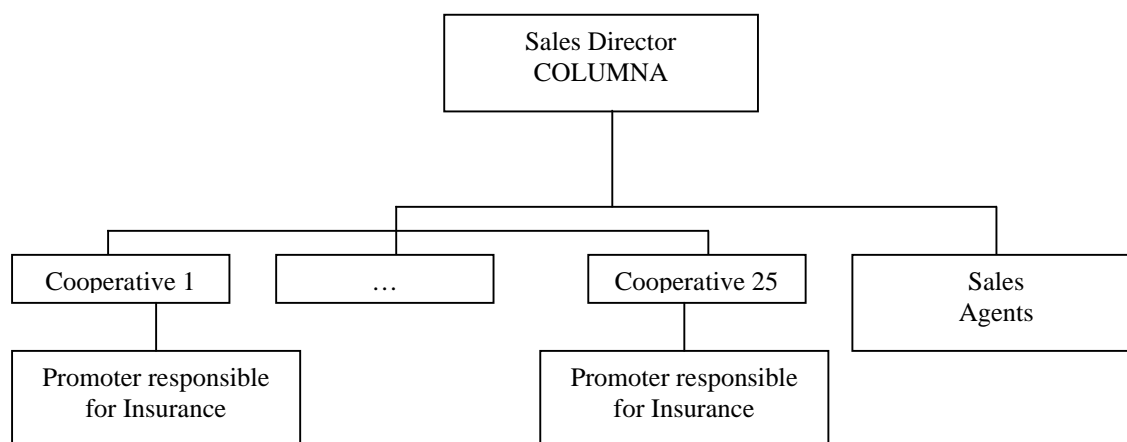 Sales Director
COLUMNA
Cooperative 1
…
Cooperative 25
Sales
Agents
Promoter responsible
for Insurance
Promoter responsible
for Insurance